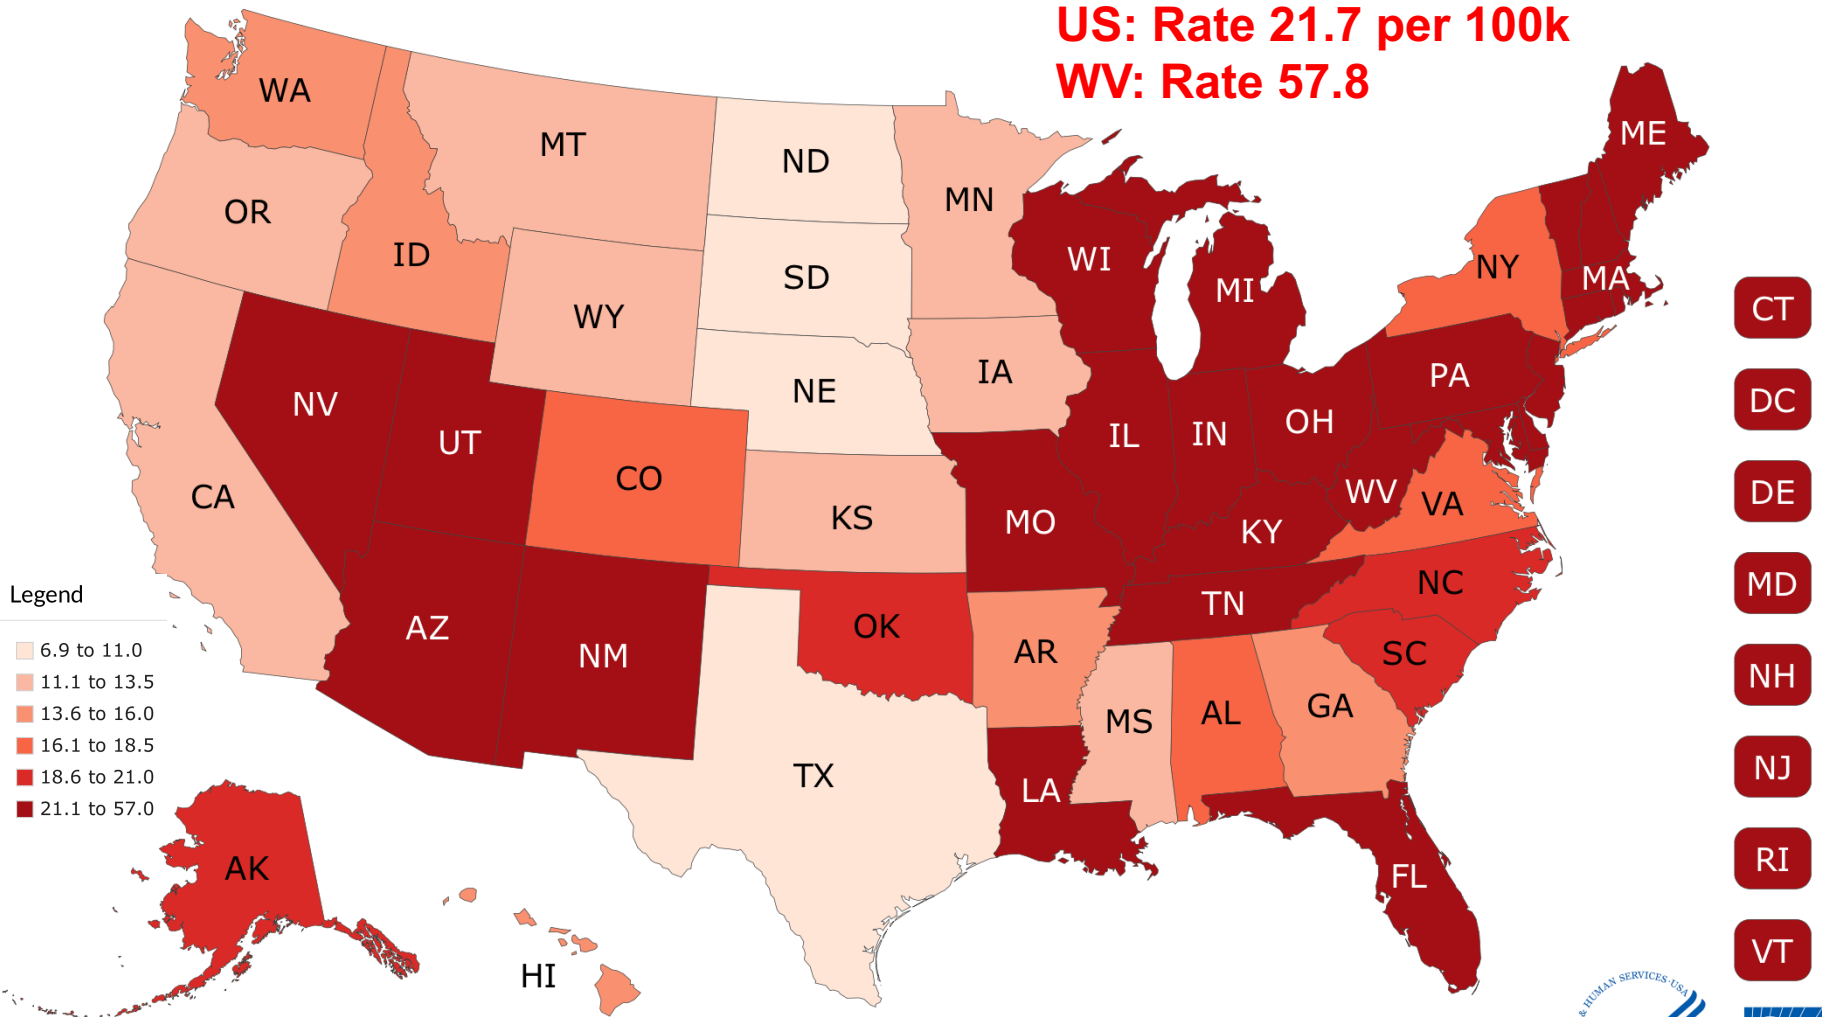 US: Rate 21.7 per 100k
WV: Rate 57.8
WA
MT
ND
MN
ME
OR
ID
SD
WI
MI
NY
MA
WY
CT
NE
IA
PA
NV
UT
DC
IL
IN
OH
CO
CA
KS
MO
KY
WV
VA
DE
Legend
NC
MD
TN
AZ
NM
OK
AR
SC
NH
6.9 to 11.0
11.1 to 13.5
13.6 to 16.0
16.1 to 18.5
18.6 to 21.0
21.1 to 57.0
MS
AL
GA
TX
LA
NJ
AK
FL
RI
HI
VT
& HUMAN SERVICES·USA